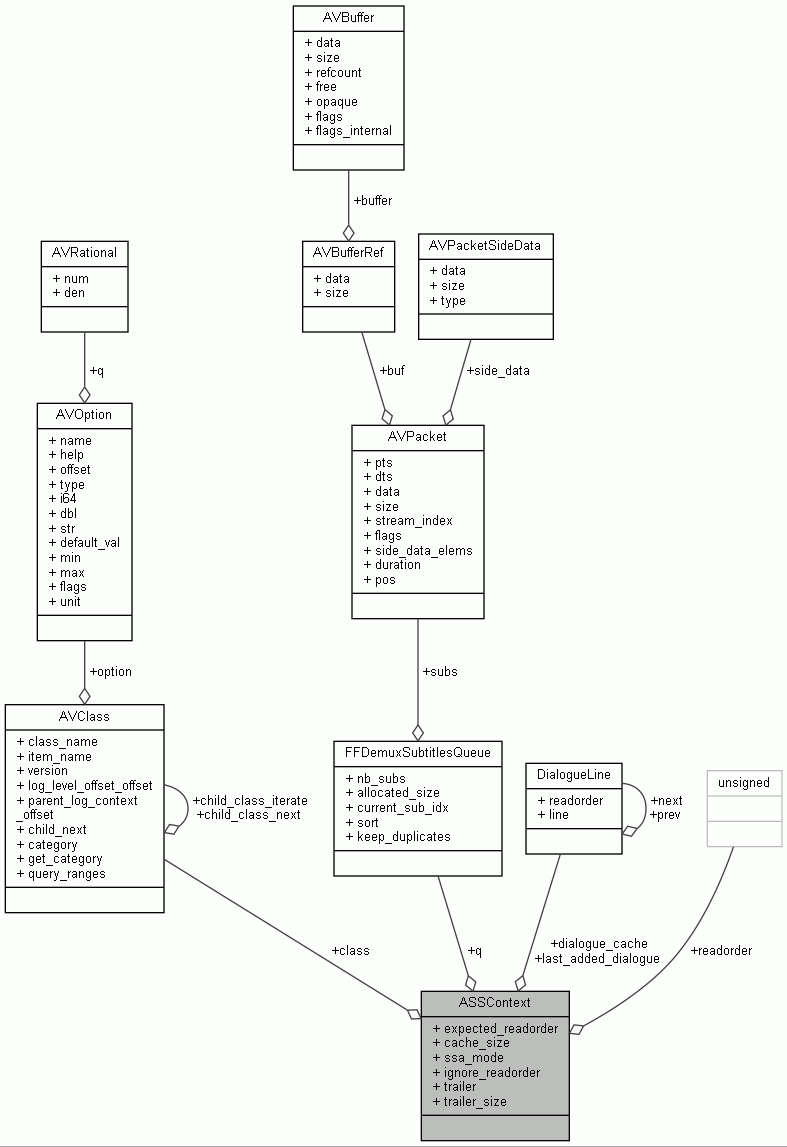 AVBuffer
+ data
+ size
+ refcount
+ free
+ opaque
+ flags
+ flags_internal
+buffer
AVRational
+ num
+ den
AVBufferRef
+ data
+ size
AVPacketSideData
+ data
+ size
+ type
+q
+buf
+side_data
AVOption
+ name
+ help
+ offset
+ type
+ i64
+ dbl
+ str
+ default_val
+ min
+ max
+ flags
+ unit
AVPacket
+ pts
+ dts
+ data
+ size
+ stream_index
+ flags
+ side_data_elems
+ duration
+ pos
+option
+subs
AVClass
+ class_name
+ item_name
+ version
+ log_level_offset_offset
+ parent_log_context
_offset
+ child_next
+ category
+ get_category
+ query_ranges
+child_class_iterate
+child_class_next
FFDemuxSubtitlesQueue
+ nb_subs
+ allocated_size
+ current_sub_idx
+ sort
+ keep_duplicates
DialogueLine
+ readorder
+ line
+next
+prev
unsigned
+class
+q
+dialogue_cache
+last_added_dialogue
+readorder
ASSContext
+ expected_readorder
+ cache_size
+ ssa_mode
+ ignore_readorder
+ trailer
+ trailer_size